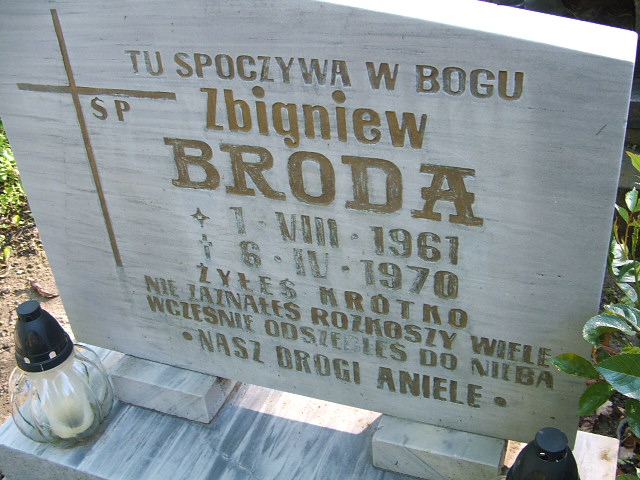 TU SPOCZYWA W BOGU
ŚP
Zbigniew
BRODA
1 · VIII · 1961
6 · IV · 1970
ŻYŁEŚ KRÓTKO
NIE ZAZNAŁEŚ ROZKOSZY WIELE
WCZEŚNIE ODSZEDŁEŚ DO NIEBA
• NASZ DROGI ANIELE •